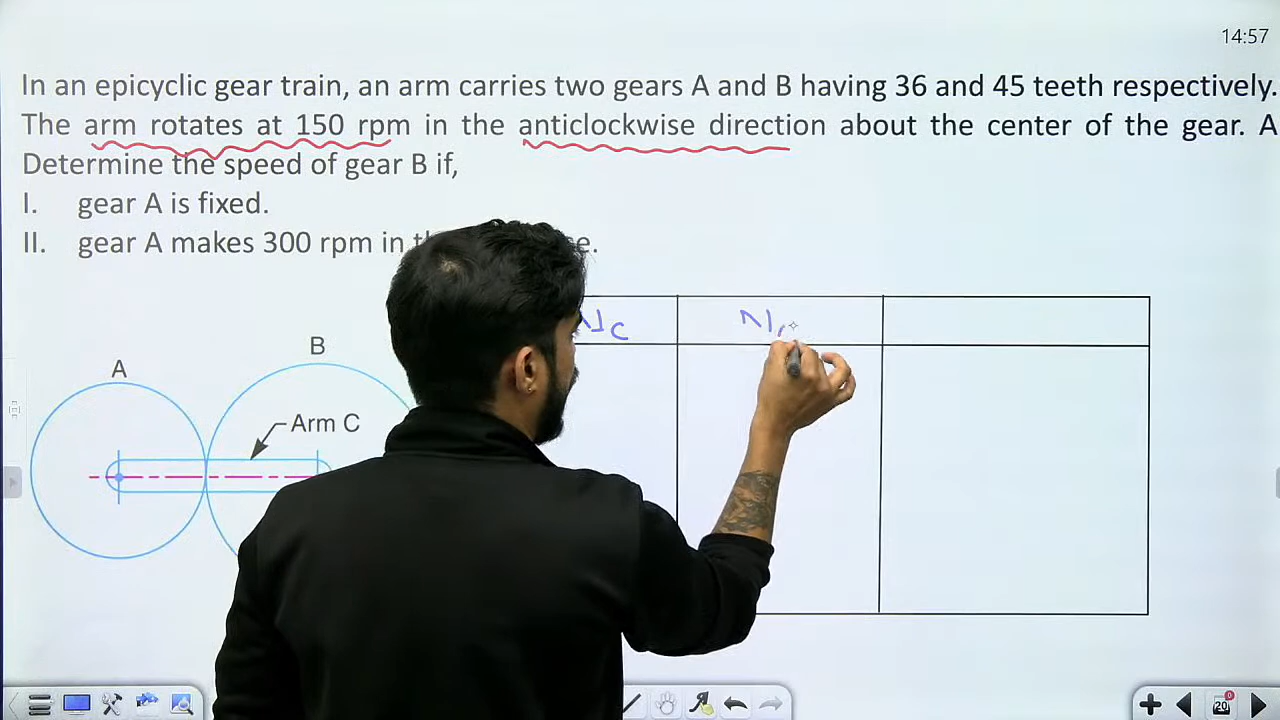 14:57
In an epicyclic gear train, an arm carries two gears A and B having 36 and 45 teeth respectively.
The arm rotates at 150 rpm in the anticlockwise direction about the center of the gear. A
Determine the speed of gear B if,
I. gear A is fixed.
II. gear A makes 300 rpm in
N_C
B
A
Arm C
20